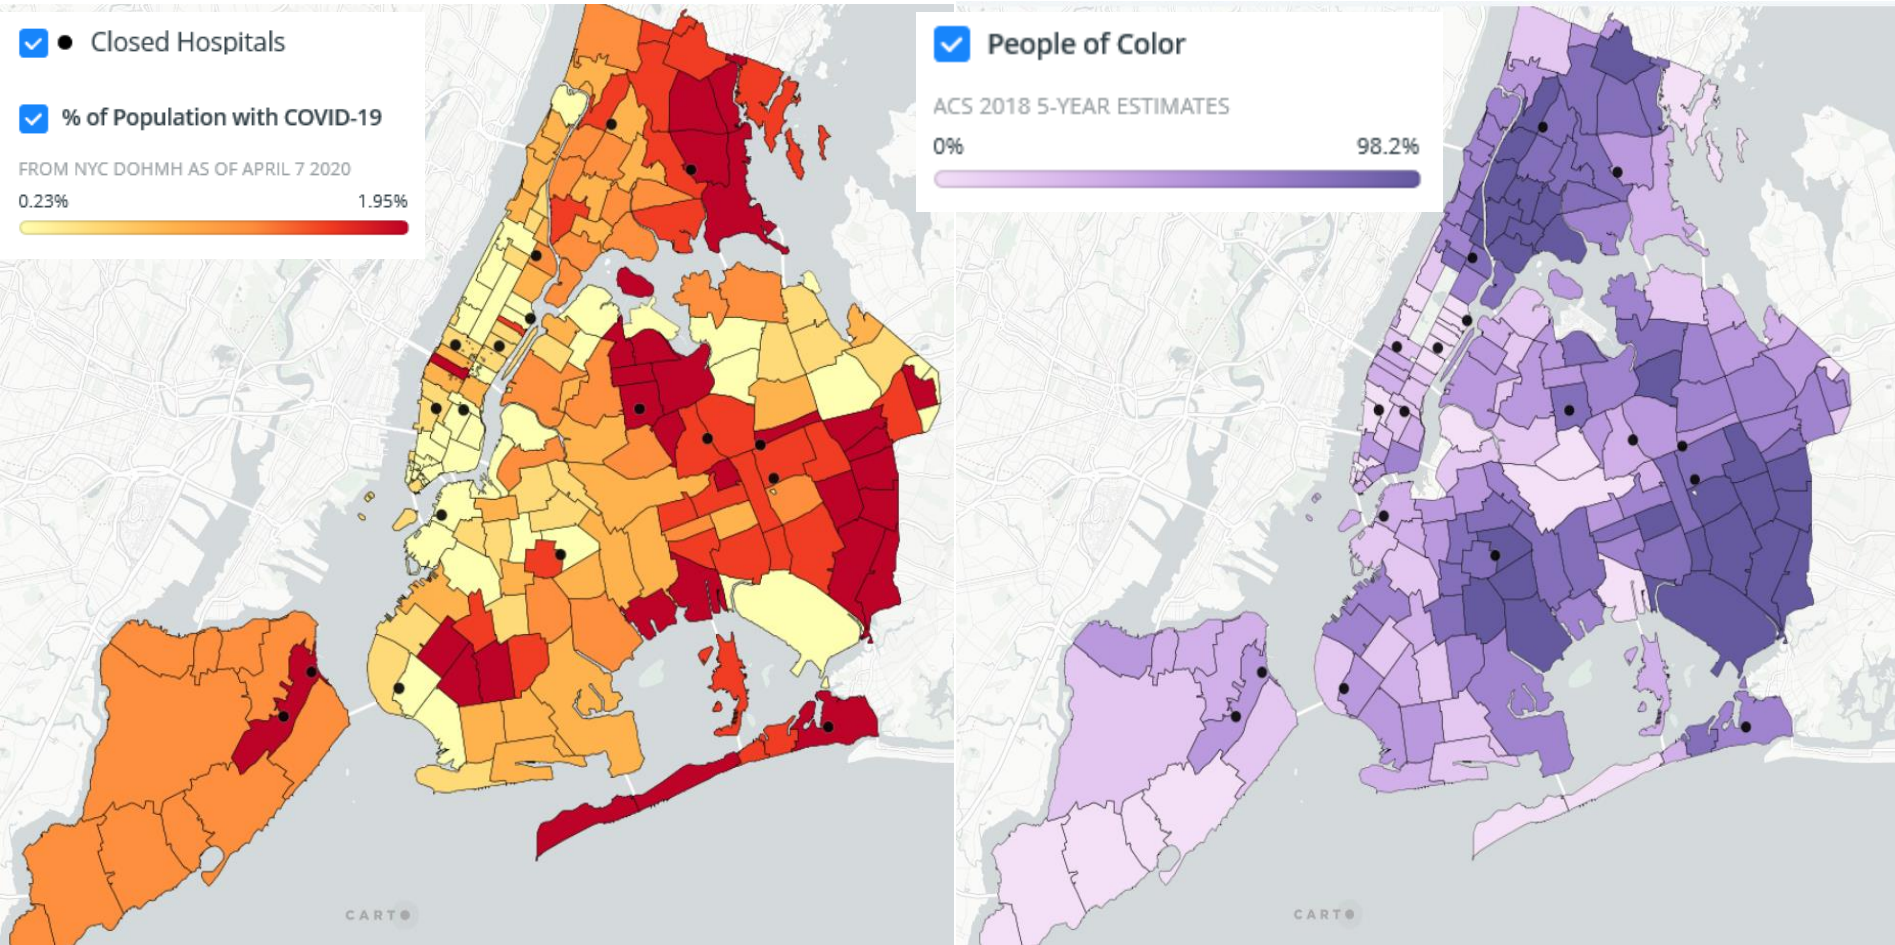 Closed Hospitals
% of Population with COVID-19
FROM NYC DOHMH AS OF APRIL 7 2020
0.23% 1.95%
CARTO
People of Color
ACS 2018 5-YEAR ESTIMATES
0% 98.2%
CARTO